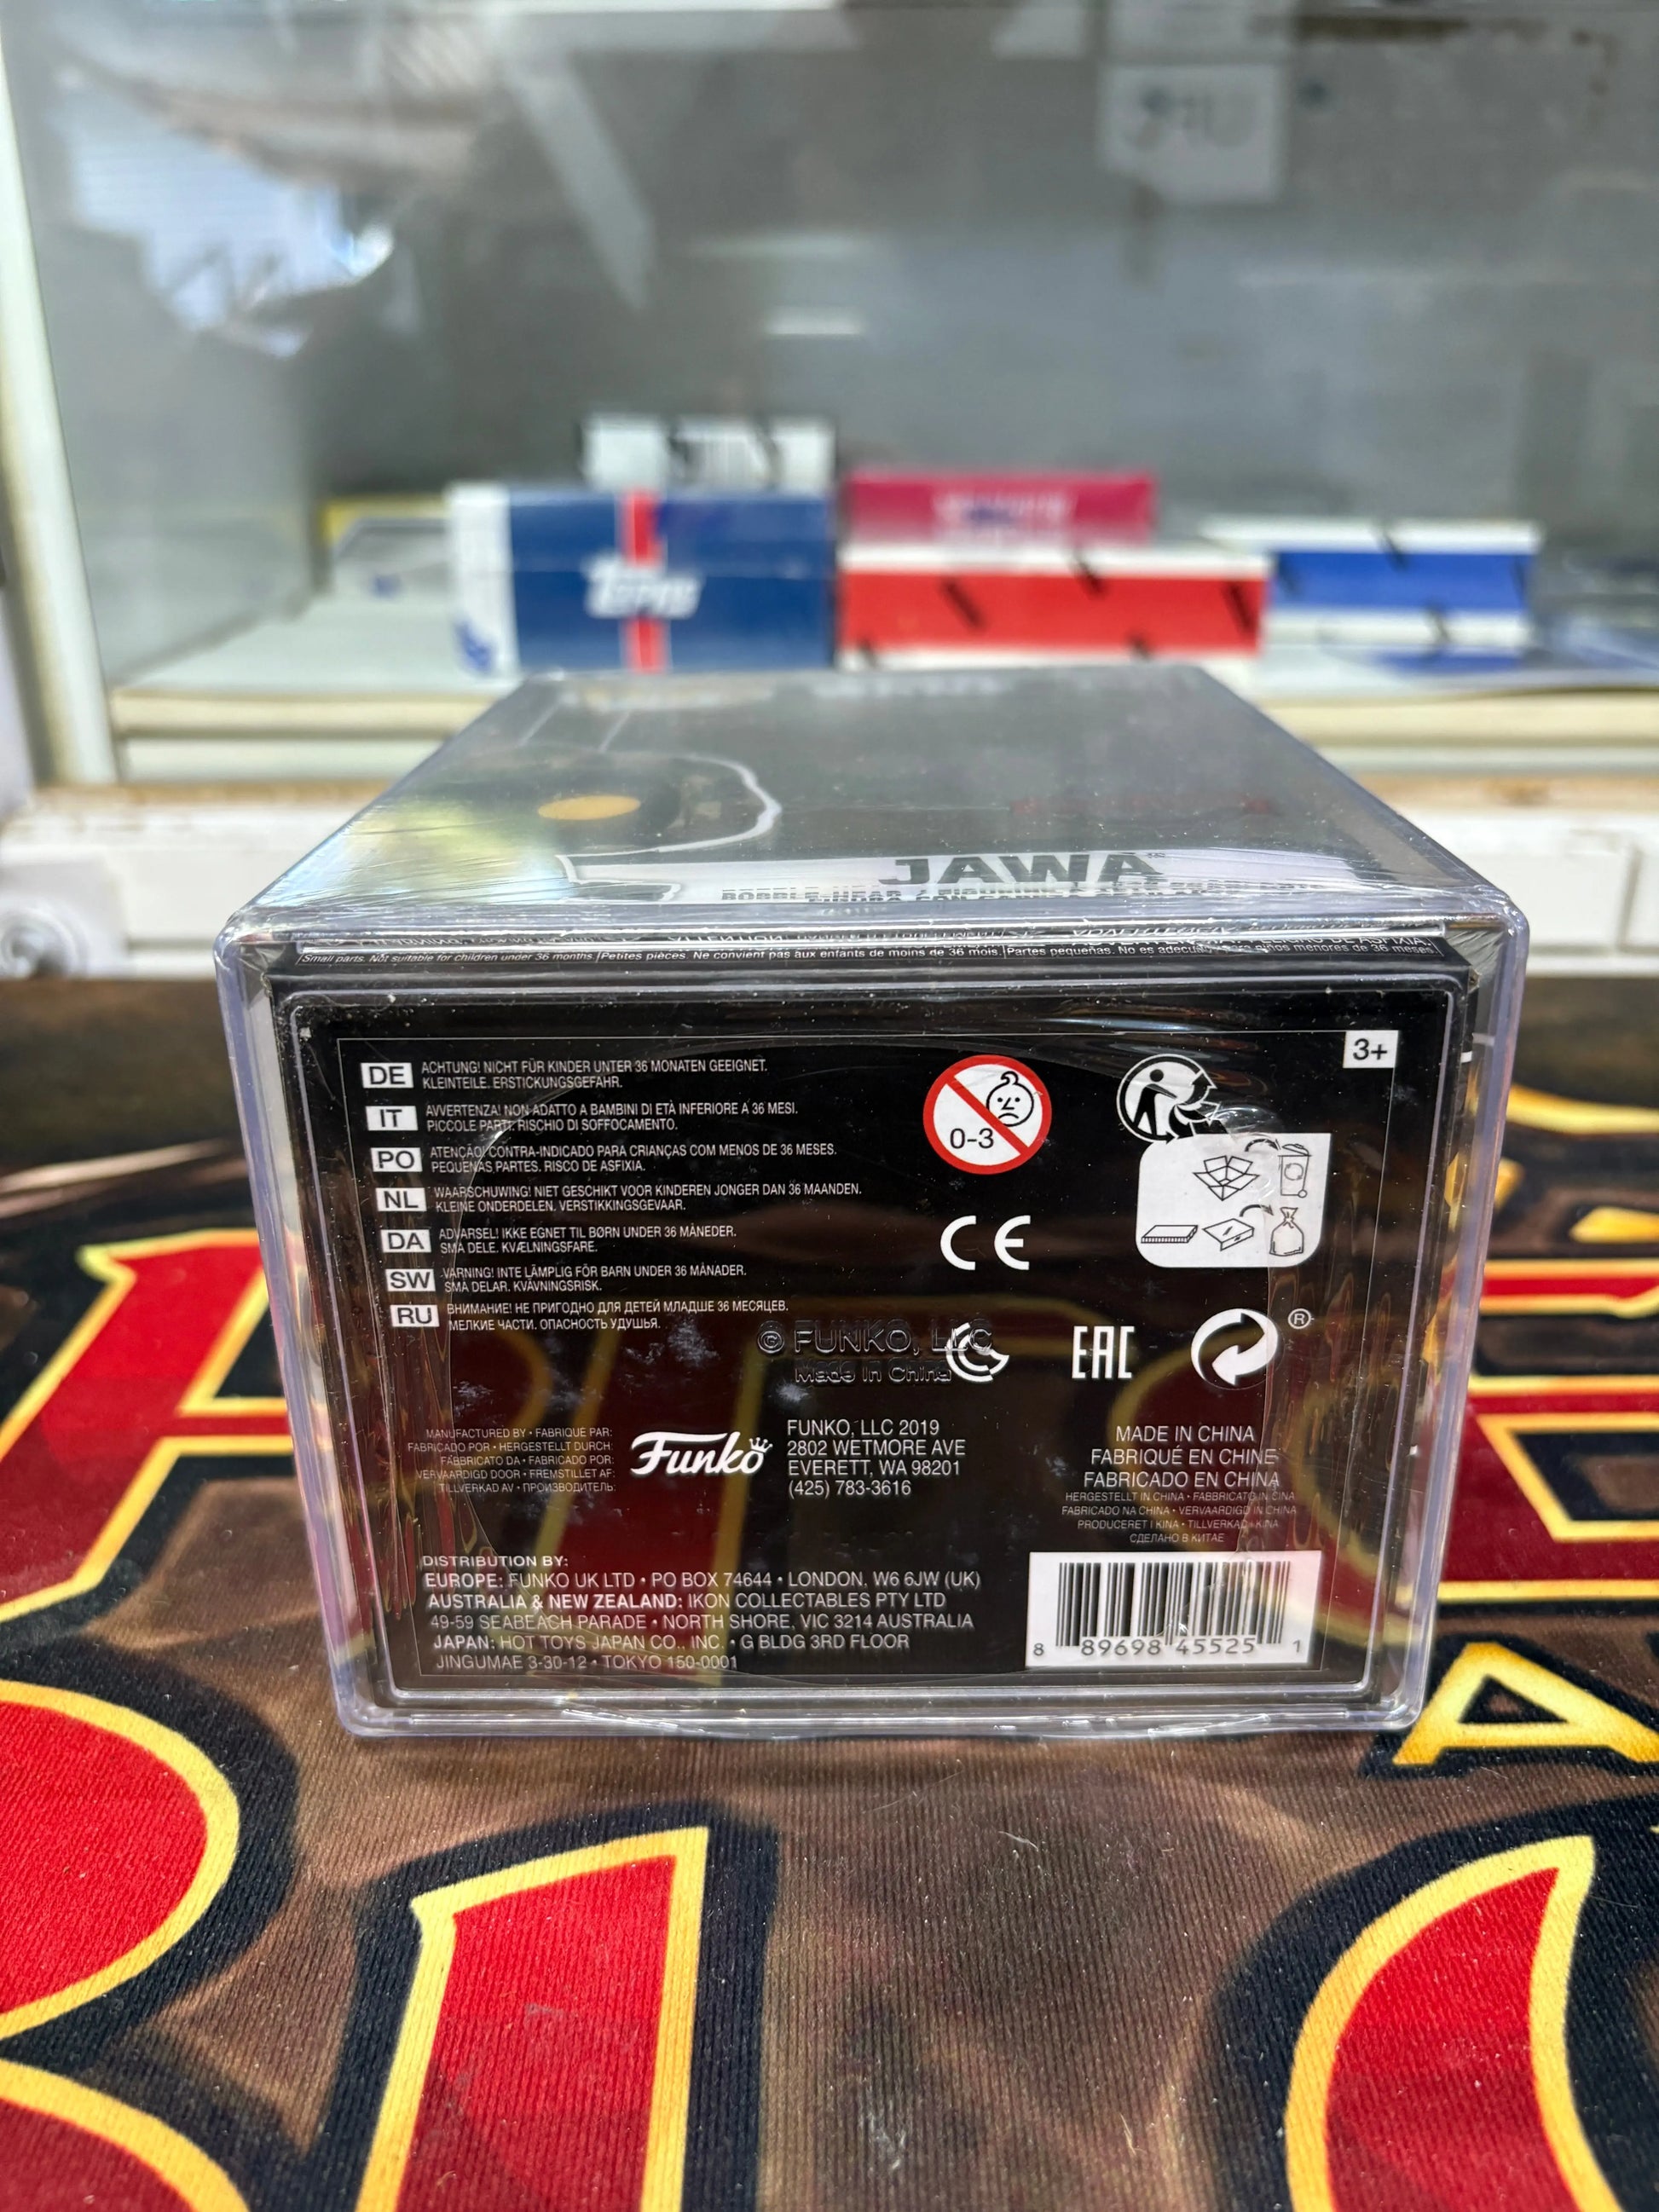 Topps
JAWA
Small parts. Not suitable for children under 36 months. Petites pièces. Ne convient pas aux enfants de moins de 36 mois. Partes pequeñas. No es adecuado para niños menores de 36 meses.
3+
DE ACHTUNG! NICHT FÜR KINDER UNTER 36 MONATEN GEEIGNET.
KLEINTEILE. ERSTICKUNGSGEFAHR.
IT AVVERTENZA! NON ADATTO A BAMBINI DI ETÀ INFERIORE A 36 MESI.
PICCOLE PARTI. RISCHIO DI SOFFOCAMENTO.
PO ATENÇÃO! CONTRA-INDICADO PARA CRIANÇAS COM MENOS DE 36 MESES.
PEQUENAS PARTES. RISCO DE ASFIXIA.
NL WAARSCHUWING! NIET GESCHIKT VOOR KINDEREN JONGER DAN 36 MAANDEN.
KLEINE ONDERDELEN. VERSTIKKINGSGEVAAR.
DA ADVARSEL! IKKE EGNET TIL BØRN UNDER 36 MÅNEDER.
SMÅ DELE. KVÆLNINGSFARE.
SW VARNING! INTE LÄMPLIG FÖR BARN UNDER 36 MÅNADER.
SMÅ DELAR. KVÄVNINGSRISK.
RU ВНИМАНИЕ! НЕ ПРИГОДНО ДЛЯ ДЕТЕЙ МЛАДШЕ 36 МЕСЯЦЕВ.
МЕЛКИЕ ЧАСТИ. ОПАСНОСТЬ УДУШЬЯ.
0-3
CE
© FUNKO, LLC
Made In China
EAC
®
MANUFACTURED BY • FABRIQUÉ PAR:
FABRICADO POR • HERGESTELLT DURCH:
FABBRICATO DA • FABRICADO POR:
VERVAARDIGD DOOR • FREMSTILLET AF:
TILLVERKAD AV • ПРОИЗВОДИТЕЛЬ:
Funko
FUNKO, LLC 2019
2802 WETMORE AVE
EVERETT, WA 98201
(425) 783-3616
MADE IN CHINA
FABRIQUÉ EN CHINE
FABRICADO EN CHINA
HERGESTELLT IN CHINA • FABBRICATO IN CINA
FABRICADO NA CHINA • VERVAARDIGD IN CHINA
PRODUCERET I KINA • TILLVERKAD I KINA
СДЕЛАНО В КИТАЕ
DISTRIBUTION BY:
EUROPE: FUNKO UK LTD • PO BOX 74644 • LONDON, W6 6JW (UK)
AUSTRALIA & NEW ZEALAND: IKON COLLECTABLES PTY LTD
49-59 SEABEACH PARADE • NORTH SHORE, VIC 3214 AUSTRALIA
JAPAN: HOT TOYS JAPAN CO., INC. • G BLDG 3RD FLOOR
JINGUMAE 3-30-12 • TOKYO 150-0001
8 89698 45525 1